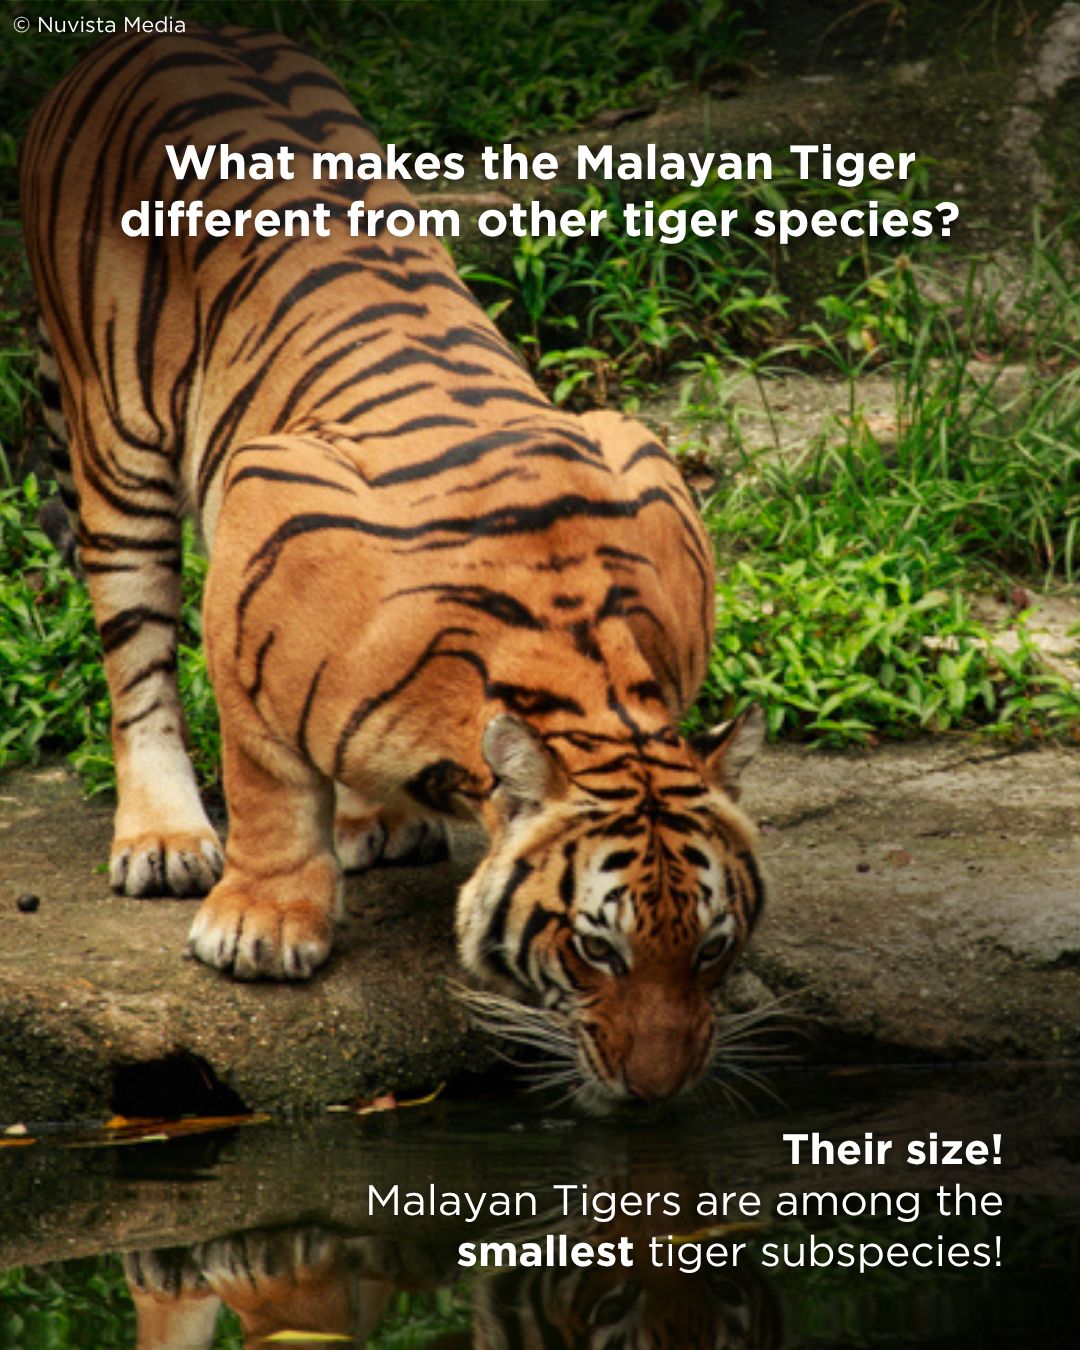 © Nuvista Media
What makes the Malayan Tiger
different from other tiger species?
Their size!
Malayan Tigers are among the
smallest tiger subspecies!